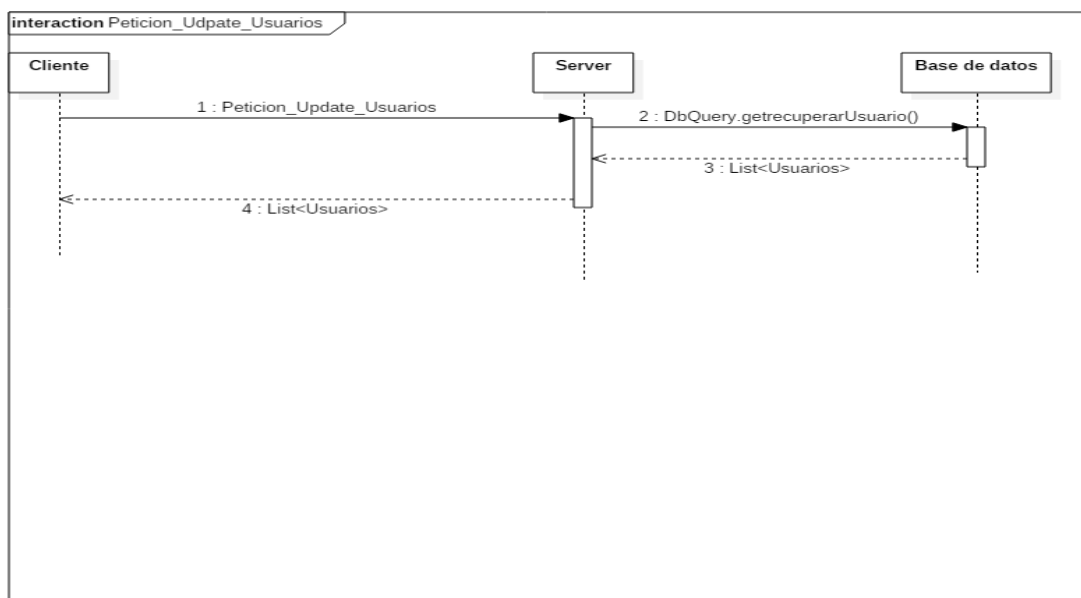 interaction Peticion_Udpate_Usuarios
Cliente
Server
Base de datos
1 : Peticion_Update_Usuarios
2 : DbQuery.getrecuperarUsuario()
3 : List<Usuarios>
4 : List<Usuarios>